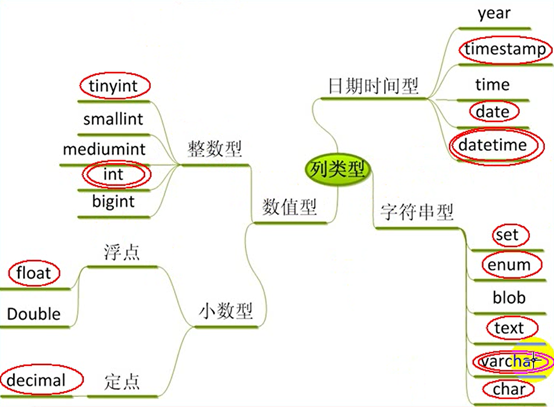 列类型
日期时间型
year
timestamp
time
date
datetime
数值型
整数型
tinyint
smallint
mediumint
int
bigint
小数型
浮点
float
Double
定点
decimal
字符串型
set
enum
blob
text
varchar
char